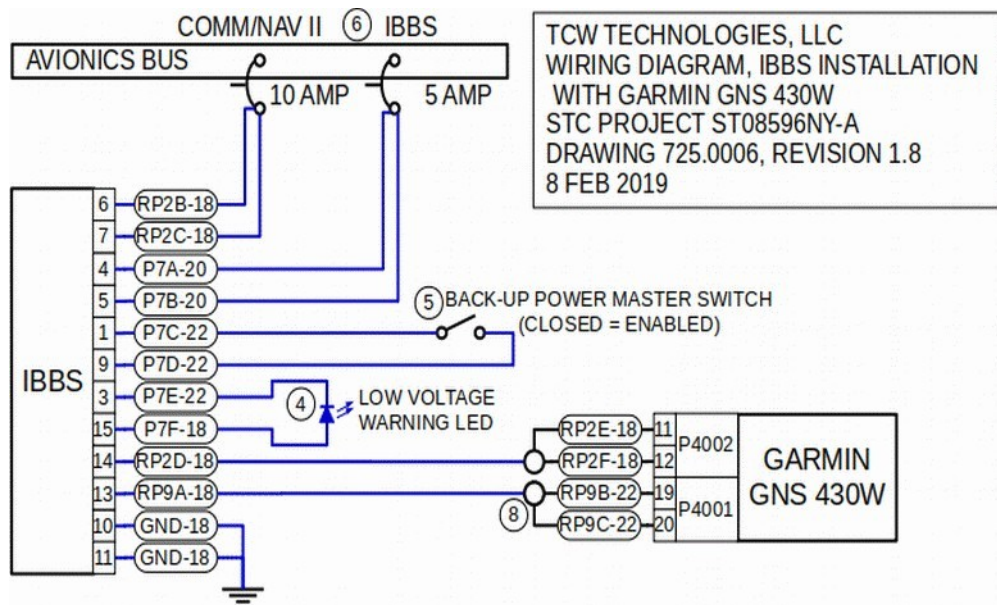 COMM/NAV II 6 IBBS
AVIONICS BUS
10 AMP
5 AMP
TCW TECHNOLOGIES, LLC
WIRING DIAGRAM, IBBS INSTALLATION
WITH GARMIN GNS 430W
STC PROJECT ST08596NY-A
DRAWING 725.0006, REVISION 1.8
8 FEB 2019
IBBS
6 RP2B-18
7 RP2C-18
4 P7A-20
5 P7B-20
1 P7C-22
9 P7D-22
3 P7E-22
15 P7F-18
14 RP2D-18
13 RP9A-18
10 GND-18
11 GND-18
5 BACK-UP POWER MASTER SWITCH
(CLOSED = ENABLED)
4 LOW VOLTAGE
WARNING LED
8
RP2E-18 11
RP2F-18 12
P4002
RP9B-22 19
RP9C-22 20
P4001
GARMIN
GNS 430W